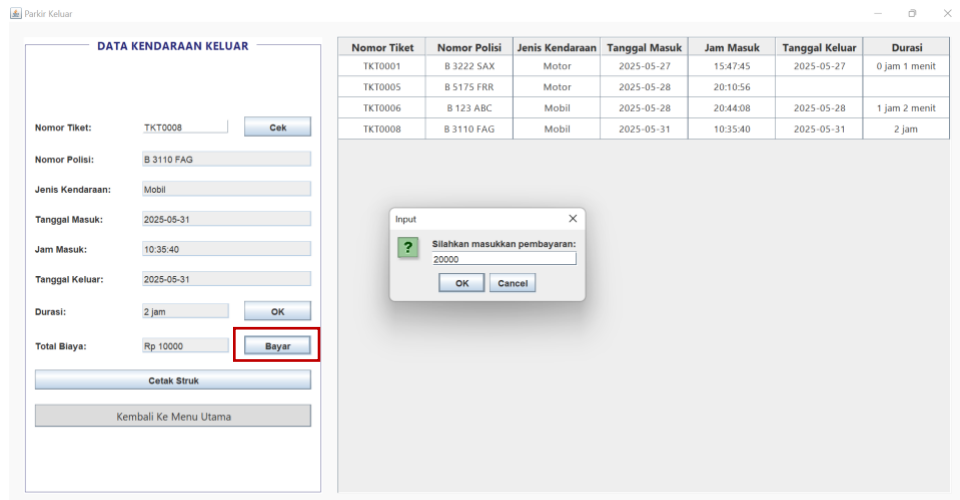 Parkir Keluar
DATA KENDARAAN KELUAR
Nomor Tiket: TKT0008 Cek
Nomor Polisi: B 3110 FAG
Jenis Kendaraan: Mobil
Tanggal Masuk: 2025-05-31
Jam Masuk: 10:35:40
Tanggal Keluar: 2025-05-31
Durasi: 2 jam OK
Total Biaya: Rp 10000 Bayar
Cetak Struk
Kembali Ke Menu Utama
Nomor Tiket Nomor Polisi Jenis Kendaraan Tanggal Masuk Jam Masuk Tanggal Keluar Durasi
TKT0001 B 3222 SAX Motor 2025-05-27 15:47:45 2025-05-27 0 jam 1 menit
TKT0005 B 5175 FRR Motor 2025-05-28 20:10:56
TKT0006 B 123 ABC Mobil 2025-05-28 20:44:08 2025-05-28 1 jam 2 menit
TKT0008 B 3110 FAG Mobil 2025-05-31 10:35:40 2025-05-31 2 jam
Input
?
Silahkan masukkan pembayaran:
20000
OK Cancel